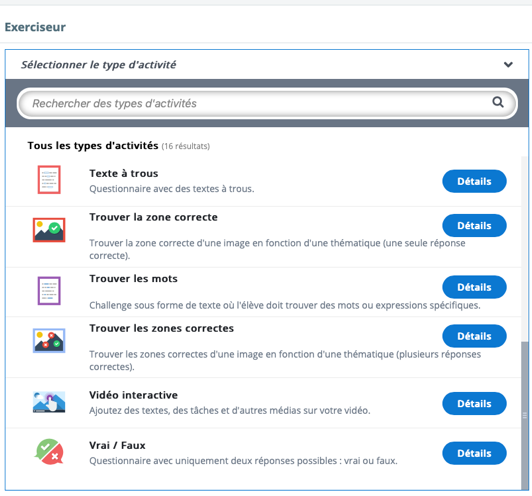 Exerciseur
Sélectionner le type d'activité
Rechercher des types d'activités
Tous les types d'activités (16 résultats)
Texte à trous
Questionnaire avec des textes à trous.
Détails
Trouver la zone correcte
Trouver la zone correcte d'une image en fonction d'une thématique (une seule réponse
correcte).
Détails
Trouver les mots
Challenge sous forme de texte où l'élève doit trouver des mots ou expressions spécifiques.
Détails
Trouver les zones correctes
Trouver les zones correctes d'une image en fonction d'une thématique (plusieurs réponses
correctes).
Détails
Vidéo interactive
Ajoutez des textes, des tâches et d'autres médias sur votre vidéo.
Détails
Vrai / Faux
Questionnaire avec uniquement deux réponses possibles : vrai ou faux.
Détails